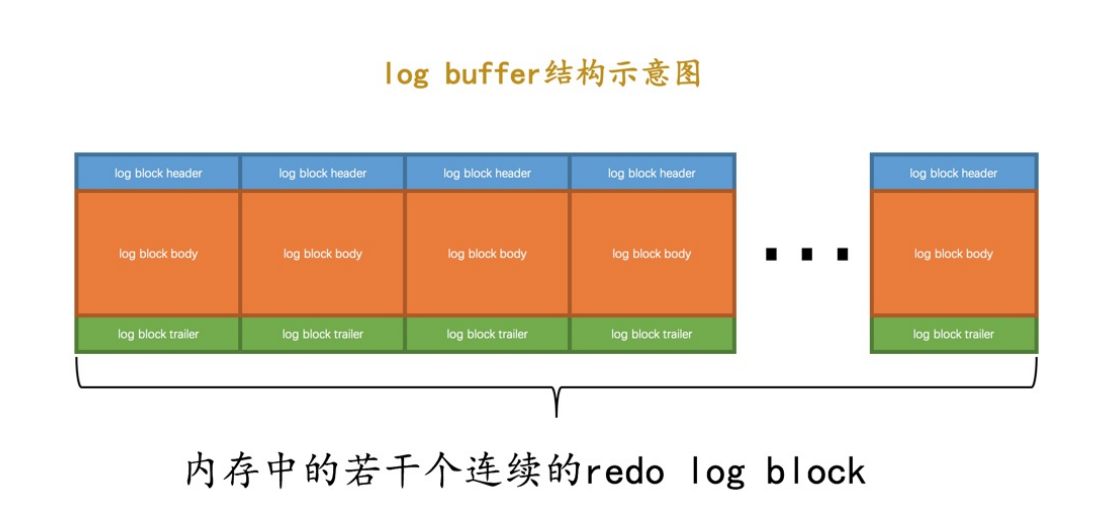 log buffer结构示意图
log block header log block header log block header log block header log block header
log block body log block body log block body log block body log block body
log block trailer log block trailer log block trailer log block trailer log block trailer
内存中的若干个连续的redo log block